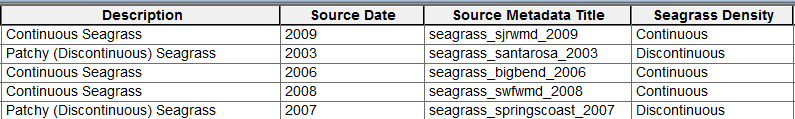 Description Source Date Source Metadata Title Seagrass Density
Continuous Seagrass 2009 seagrass_sjrwmd_2009 Continuous
Patchy (Discontinuous) Seagrass 2003 seagrass_santarosa_2003 Discontinuous
Continuous Seagrass 2006 seagrass_bigbend_2006 Continuous
Continuous Seagrass 2008 seagrass_swfwmd_2008 Continuous
Patchy (Discontinuous) Seagrass 2007 seagrass_springscoast_2007 Discontinuous